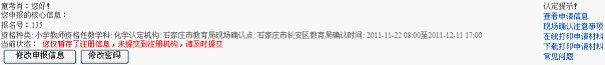 童考肖：您好！
您申报的核心信息：
报名号：135
资格种类：小学教师资格任教学科：化学认定机构：石家庄市教育局现场确认点：石家庄市长安区教育局确认时间：2011-11-22 08:00至2011-12-11 17:00
当前状态： 您仅暂存了注册信息，未提交到注册机构，请及时提交
修改申报信息 修改密码
认定提示！
查看申请信息
现场确认注意事项
在线打印申请材料
下载打印申请材料
常见问题